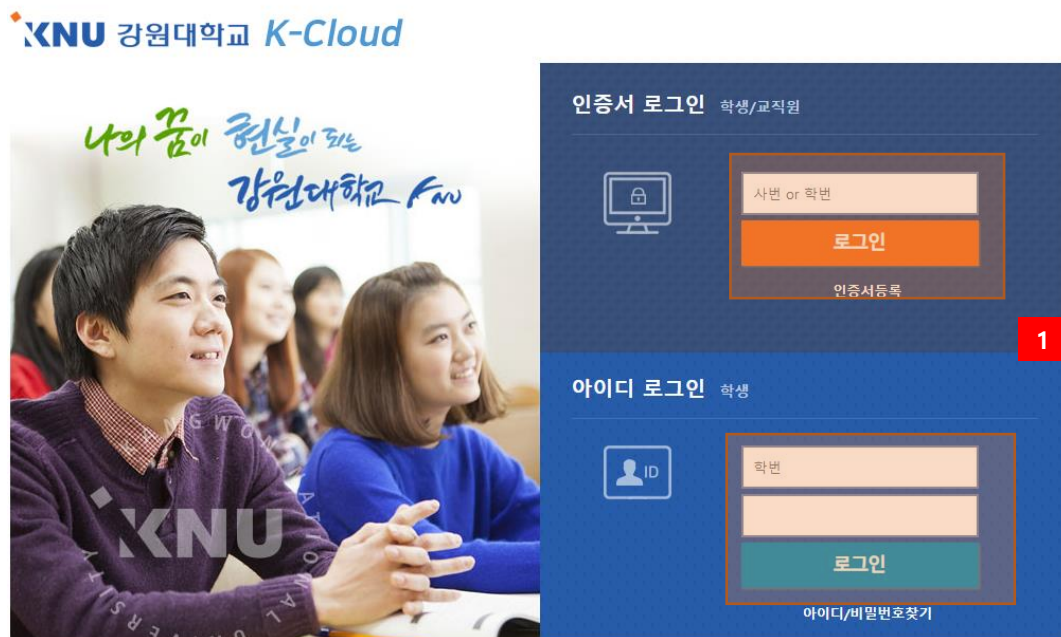 KNU 강원대학교 K-Cloud
나의 꿈이 현실이 되는
강원대학교 KNU
인증서 로그인 학생/교직원
사번 or 학번
로그인
인증서등록
1
아이디 로그인 학생
ID
학번
로그인
아이디/비밀번호찾기
KNU